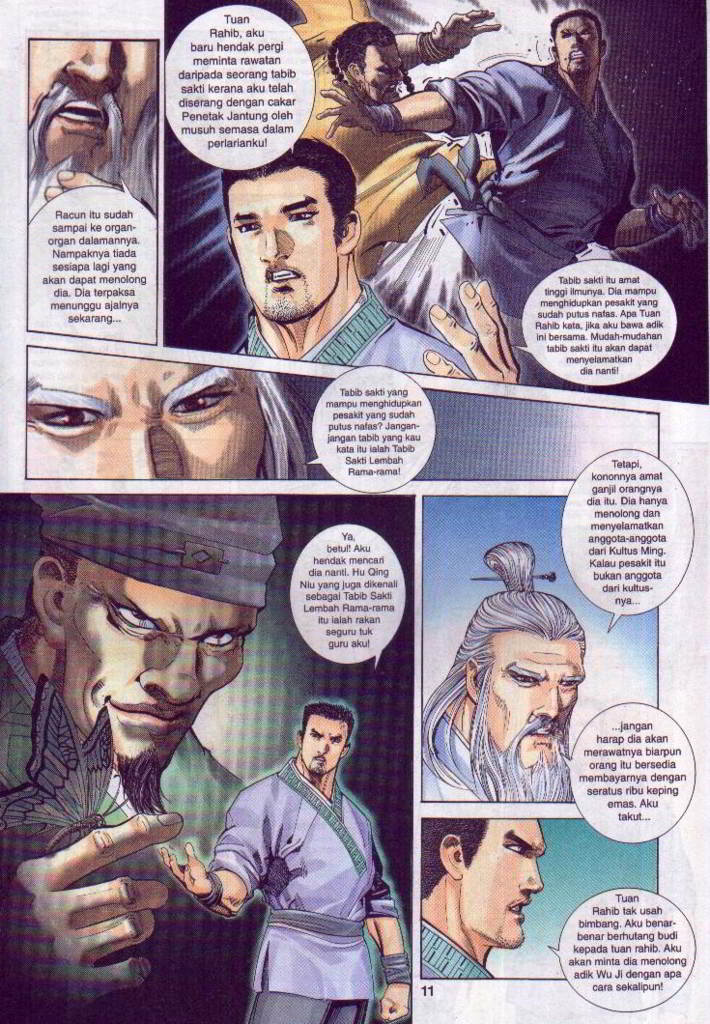 Racun itu sudah
sampai ke organ-
organ dalamannya.
Nampaknya tiada
sesiapa lagi yang
akan dapat menolong
dia. Dia terpaksa
menunggu ajalnya
sekarang...
Tuan
Rahib, aku
baru hendak pergi
meminta rawatan
daripada seorang tabib
sakti kerana aku telah
diserang dengan cakar
Penetak Jantung oleh
musuh semasa dalam
perlarianku!
Tabib sakti itu amat
tinggi ilmunya. Dia mampu
menghidupkan pesakit yang
sudah putus nafas. Apa Tuan
Rahib kata, jika aku bawa adik
ini bersama. Mudah-mudahan
tabib sakti itu akan dapat
menyelamatkan
dia nanti!
Tabib sakti yang
mampu menghidupkan
pesakit yang sudah
putus nafas? Jangan-
jangan tabib yang kau
kata itu ialah Tabib
Sakti Lembah
Rama-rama!
Ya,
betul! Aku
hendak mencari
dia nanti. Hu Qing
Niu yang juga dikenali
sebagai Tabib Sakti
Lembah Rama-rama
itu ialah rakan
seguru tuk
guru aku!
Tetapi,
kononnya amat
ganjil orangnya
dia itu. Dia hanya
menolong dan
menyelamatkan
anggota-anggota
dari Kultus Ming.
Kalau pesakit itu
bukan anggota
dari kultus-
nya...
...jangan
harap dia akan
merawatnya biarpun
orang itu bersedia
membayarnya dengan
seratus ribu keping
emas. Aku
takut...
Tuan
Rahib tak usah
bimbang. Aku benar-
benar berhutang budi
kepada tuan rahib. Aku
akan minta dia menolong
adik Wu Ji dengan apa
cara sekalipun!
11